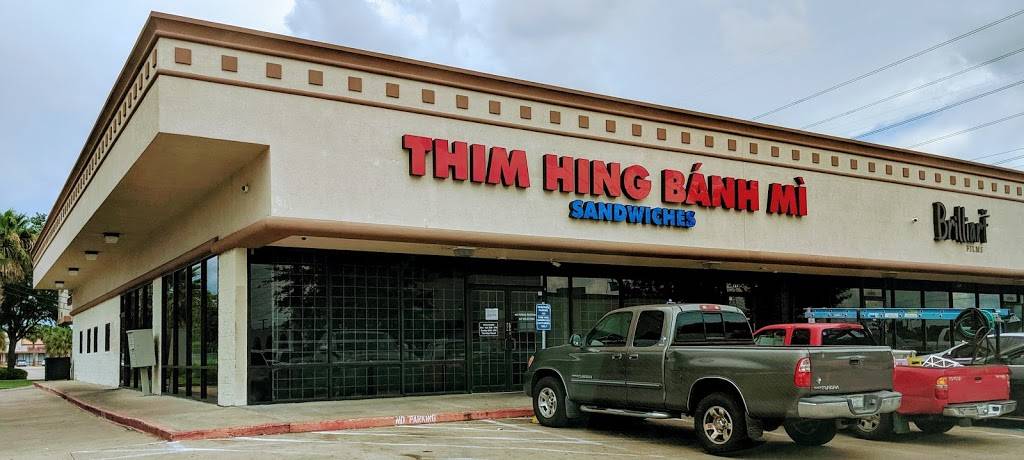 THIM HING BÁNH MÌ
SANDWICHES
Brilliant
FILMS
NO PARKING
TUNDRA